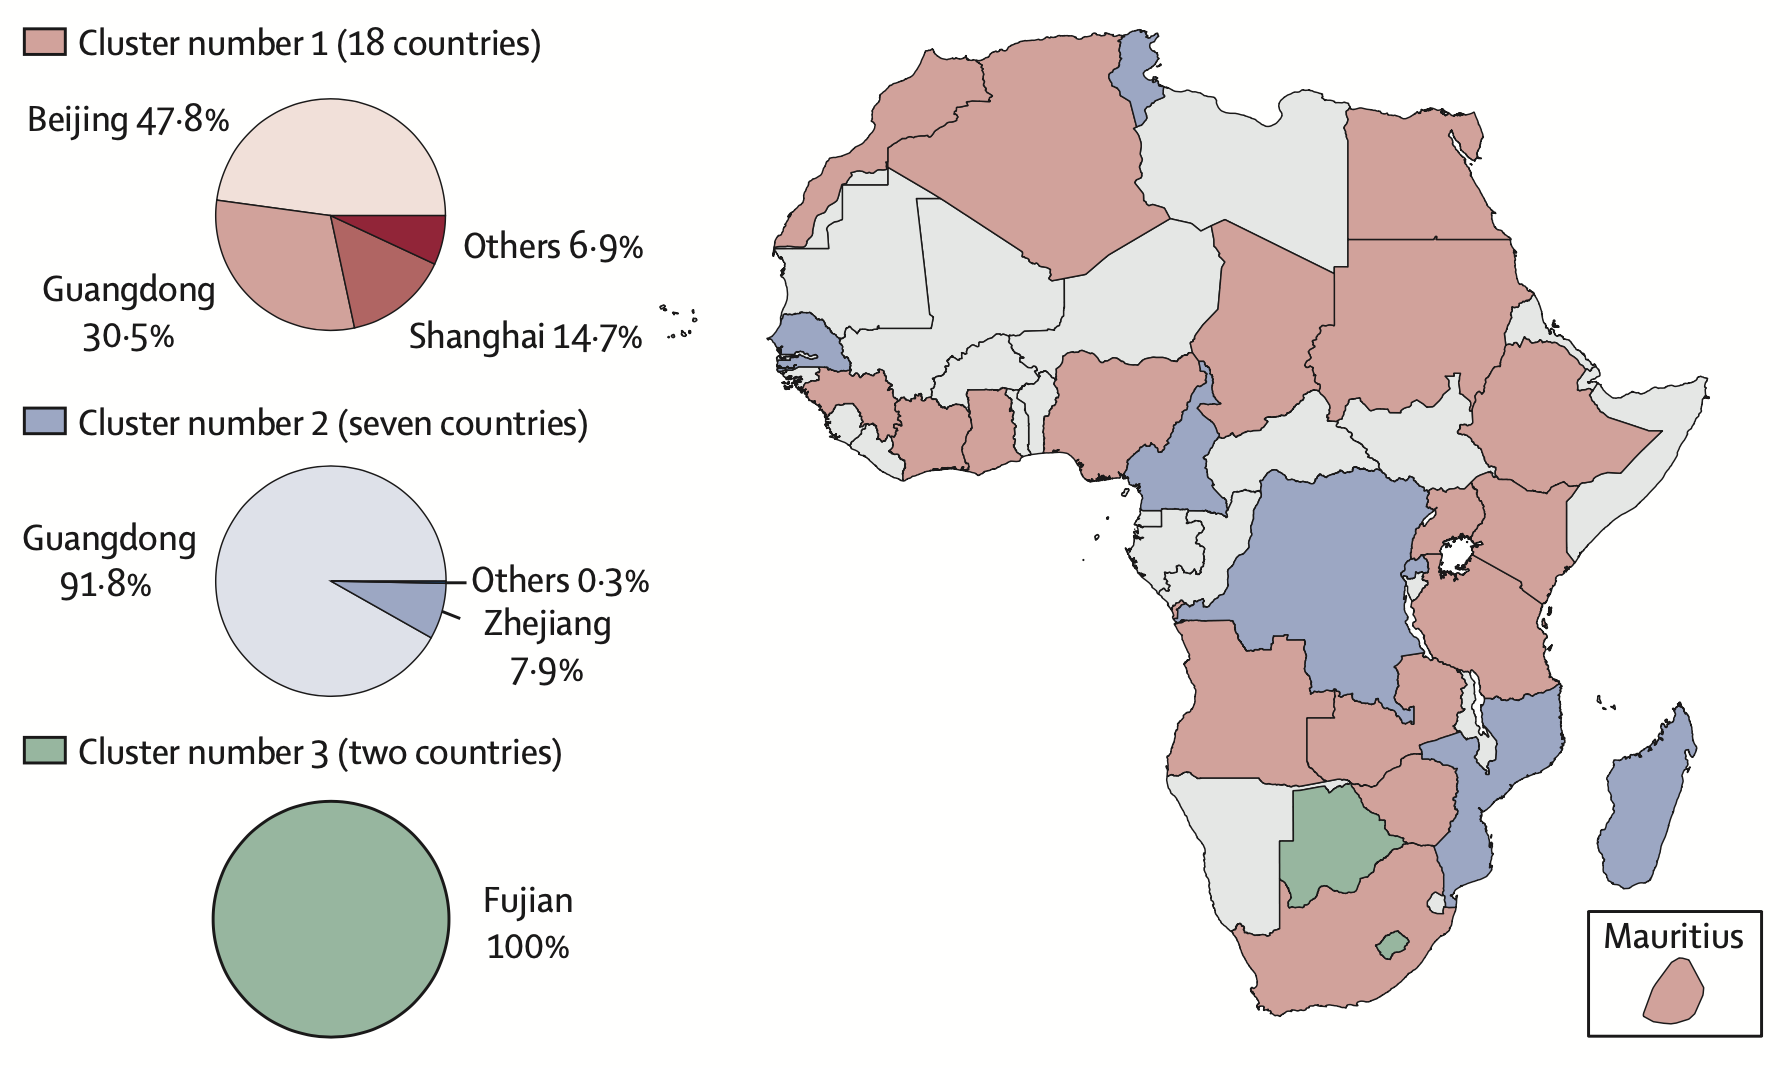 Cluster number 1 (18 countries)
Beijing 47·8%
Others 6·9%
Guangdong
30·5%
Shanghai 14·7%
Cluster number 2 (seven countries)
Guangdong
91·8%
Others 0·3%
Zhejiang
7·9%
Cluster number 3 (two countries)
Fujian
100%
Mauritius